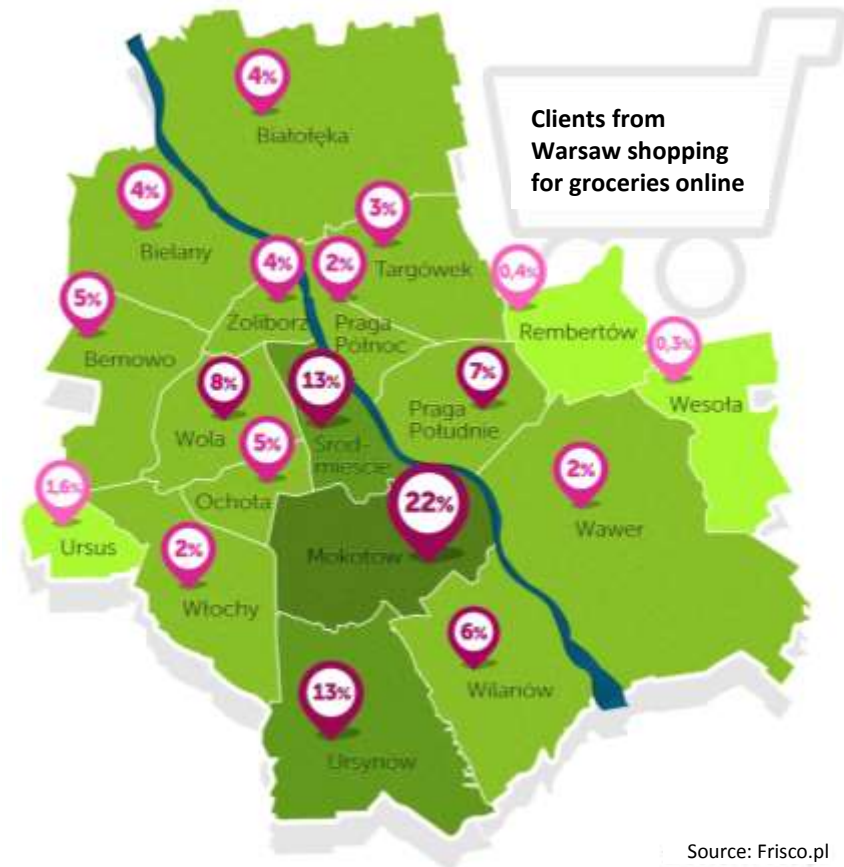 Clients from
Warsaw shopping
for groceries online
4%
Białołęka
4%
Bielany
3%
Targówek
4%
Żoliborz
2%
Praga
Północ
0,4%
Rembertów
5%
Bemowo
0,3%
Wesoła
8%
Wola
13%
Śród-
mieście
7%
Praga
Południe
5%
Ochota
2%
Wawer
1,6%
Ursus
22%
Mokotów
2%
Włochy
6%
Wilanów
13%
Ursynów
Source: Frisco.pl